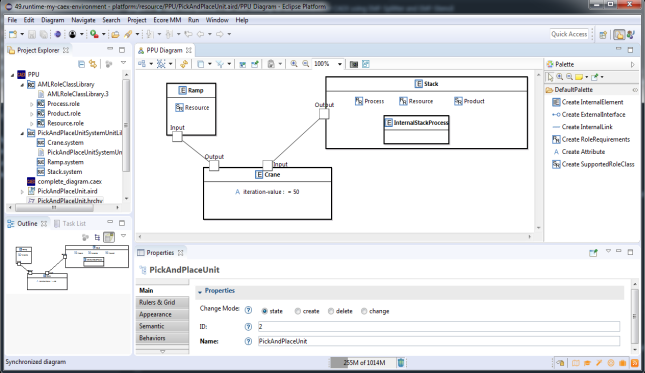 49.runtime-my-caex-environment - platform:/resource/PPU/PickAndPlaceUnit.aird/PPU Diagram - Eclipse Platform
File Edit Diagram Navigate Search Project Ecore MM Run Window Help
Quick Access
Project Explorer
PPU
AMLRoleClassLibrary
AMLRoleClassLibrary.3
Process.role
Product.role
Resource.role
PickAndPlaceUnitSystemUnitLi
Crane.system
PickAndPlaceUnitSystemUn
Ramp.system
Stack.system
complete_diagram.caex
PickAndPlaceUnit.aird
PickAndPlaceUnit.hrchy
Outline
Task List
PPU Diagram
100%
Ramp
Resource
Input
Output
Stack
Process
Resource
Product
InternalStackProcess
Output
Input
Crane
iteration-value : = 50
Palette
DefaultPalette
Create InternalElement
Create ExternalInterface
Create InternalLink
Create RoleRequirements
Create Attribute
Create SupportedRoleClass
Properties
PickAndPlaceUnit
Main
Rulers & Grid
Appearance
Semantic
Behaviors
Properties
Change Mode:
state
create
delete
change
ID:
2
Name:
PickAndPlaceUnit
Synchronized diagram
255M of 1014M